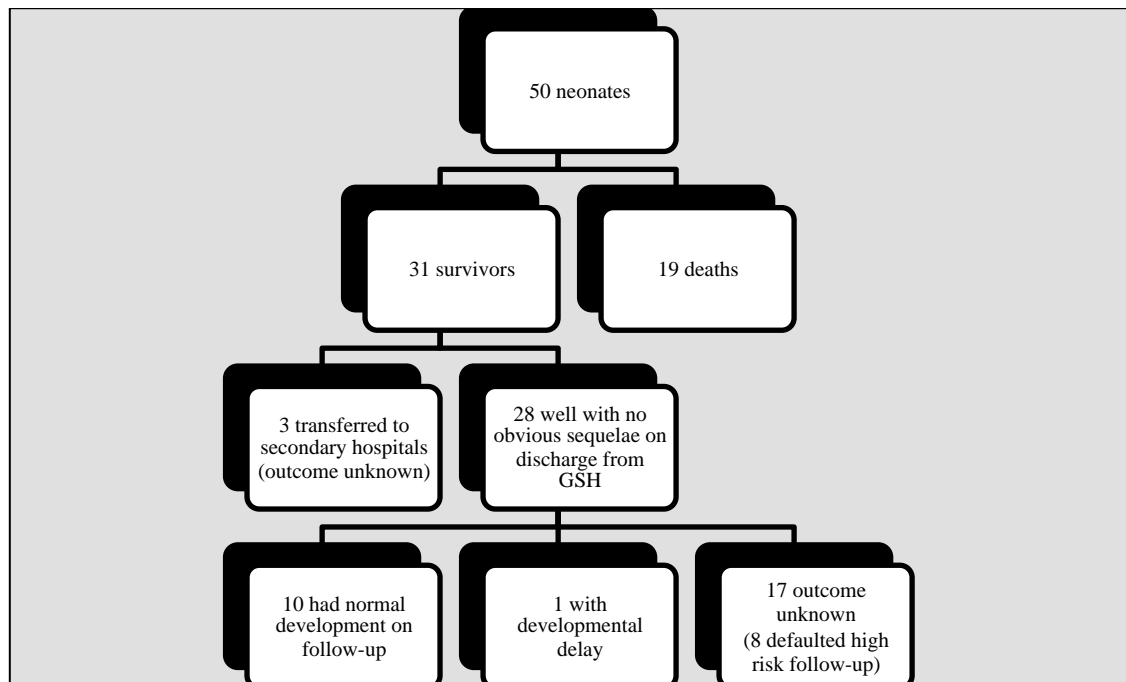 50 neonates
31 survivors
19 deaths
3 transferred to
secondary hospitals
(outcome unknown)
28 well with no
obvious sequelae on
discharge from
GSH
10 had normal
development on
follow-up
1 with
developmental
delay
17 outcome
unknown
(8 defaulted high
risk follow-up)